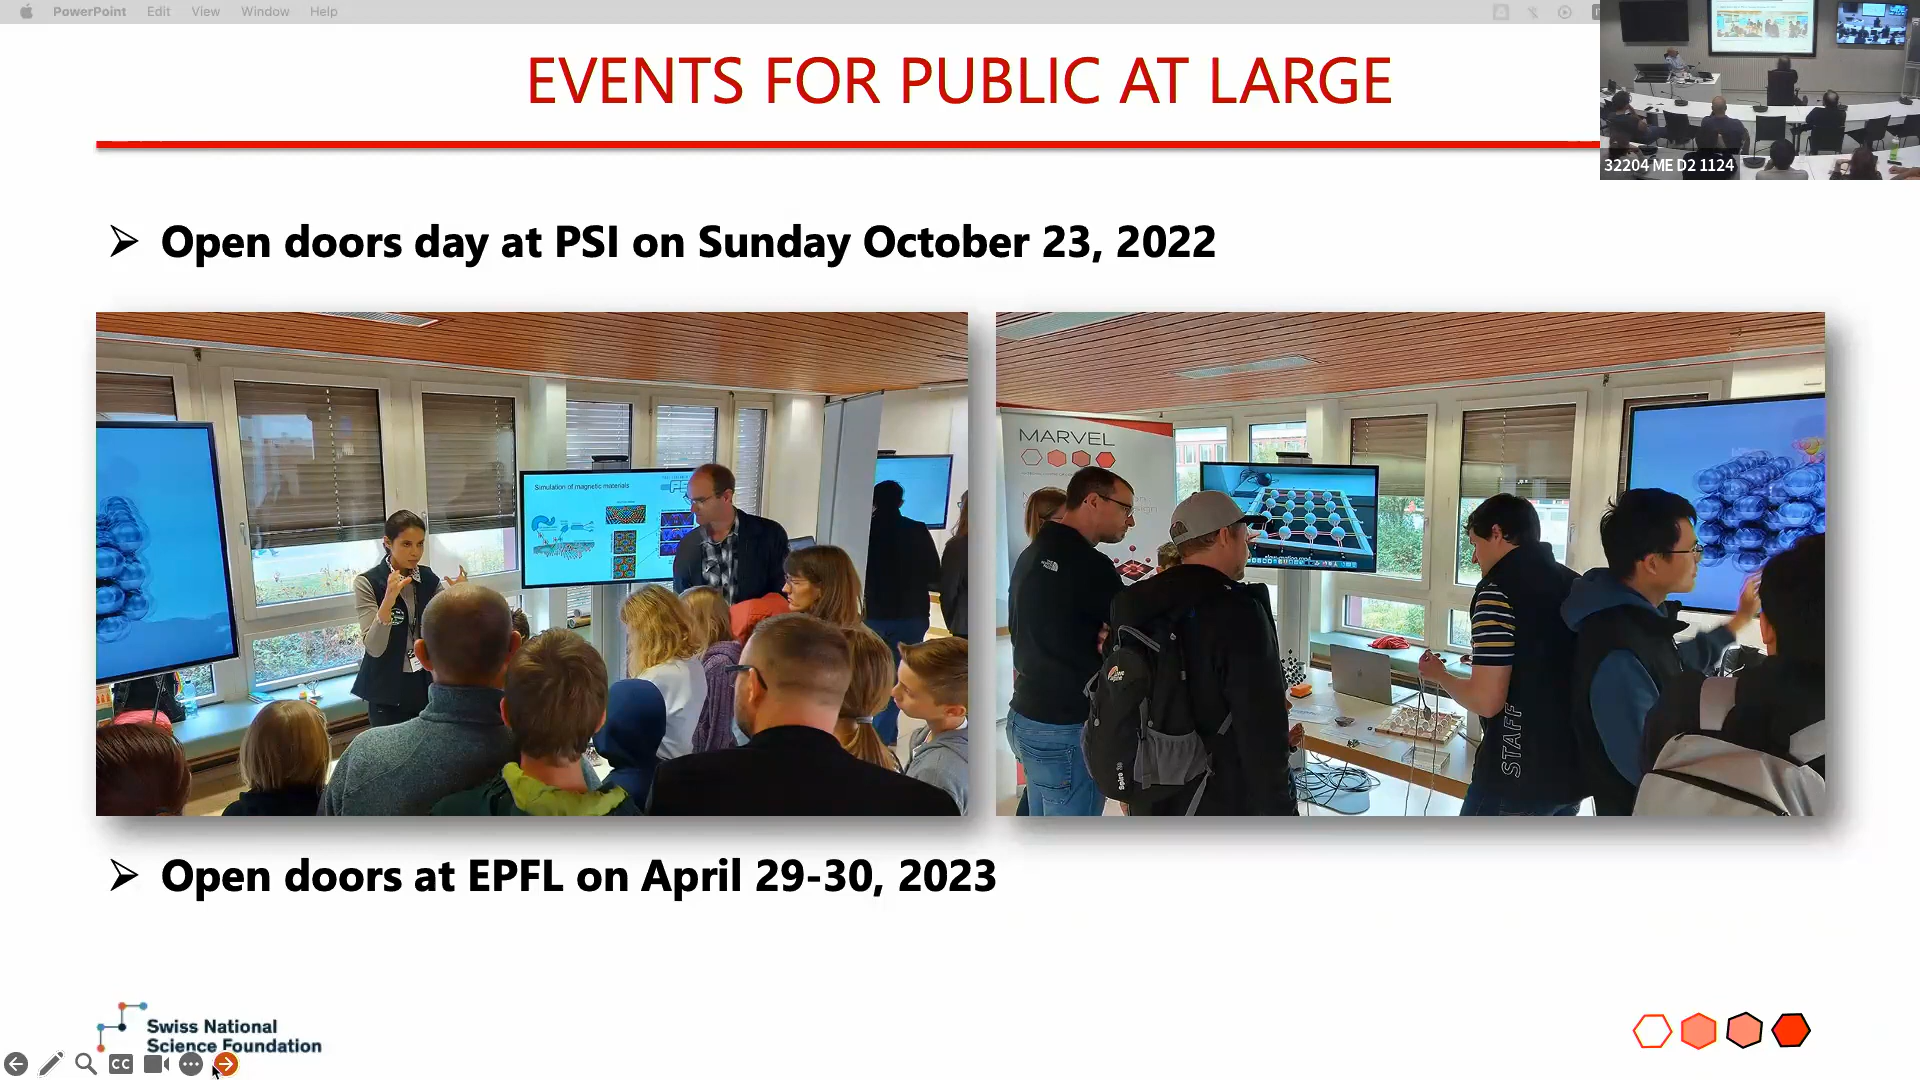 PowerPoint Edit View Window Help
EVENTS FOR PUBLIC AT LARGE
32204 ME D2 1124
➢ Open doors day at PSI on Sunday October 23, 2022
Simulation of magnetic materials
MARVEL
STAFF
➢ Open doors at EPFL on April 29-30, 2023
Swiss National
Science Foundation
CC